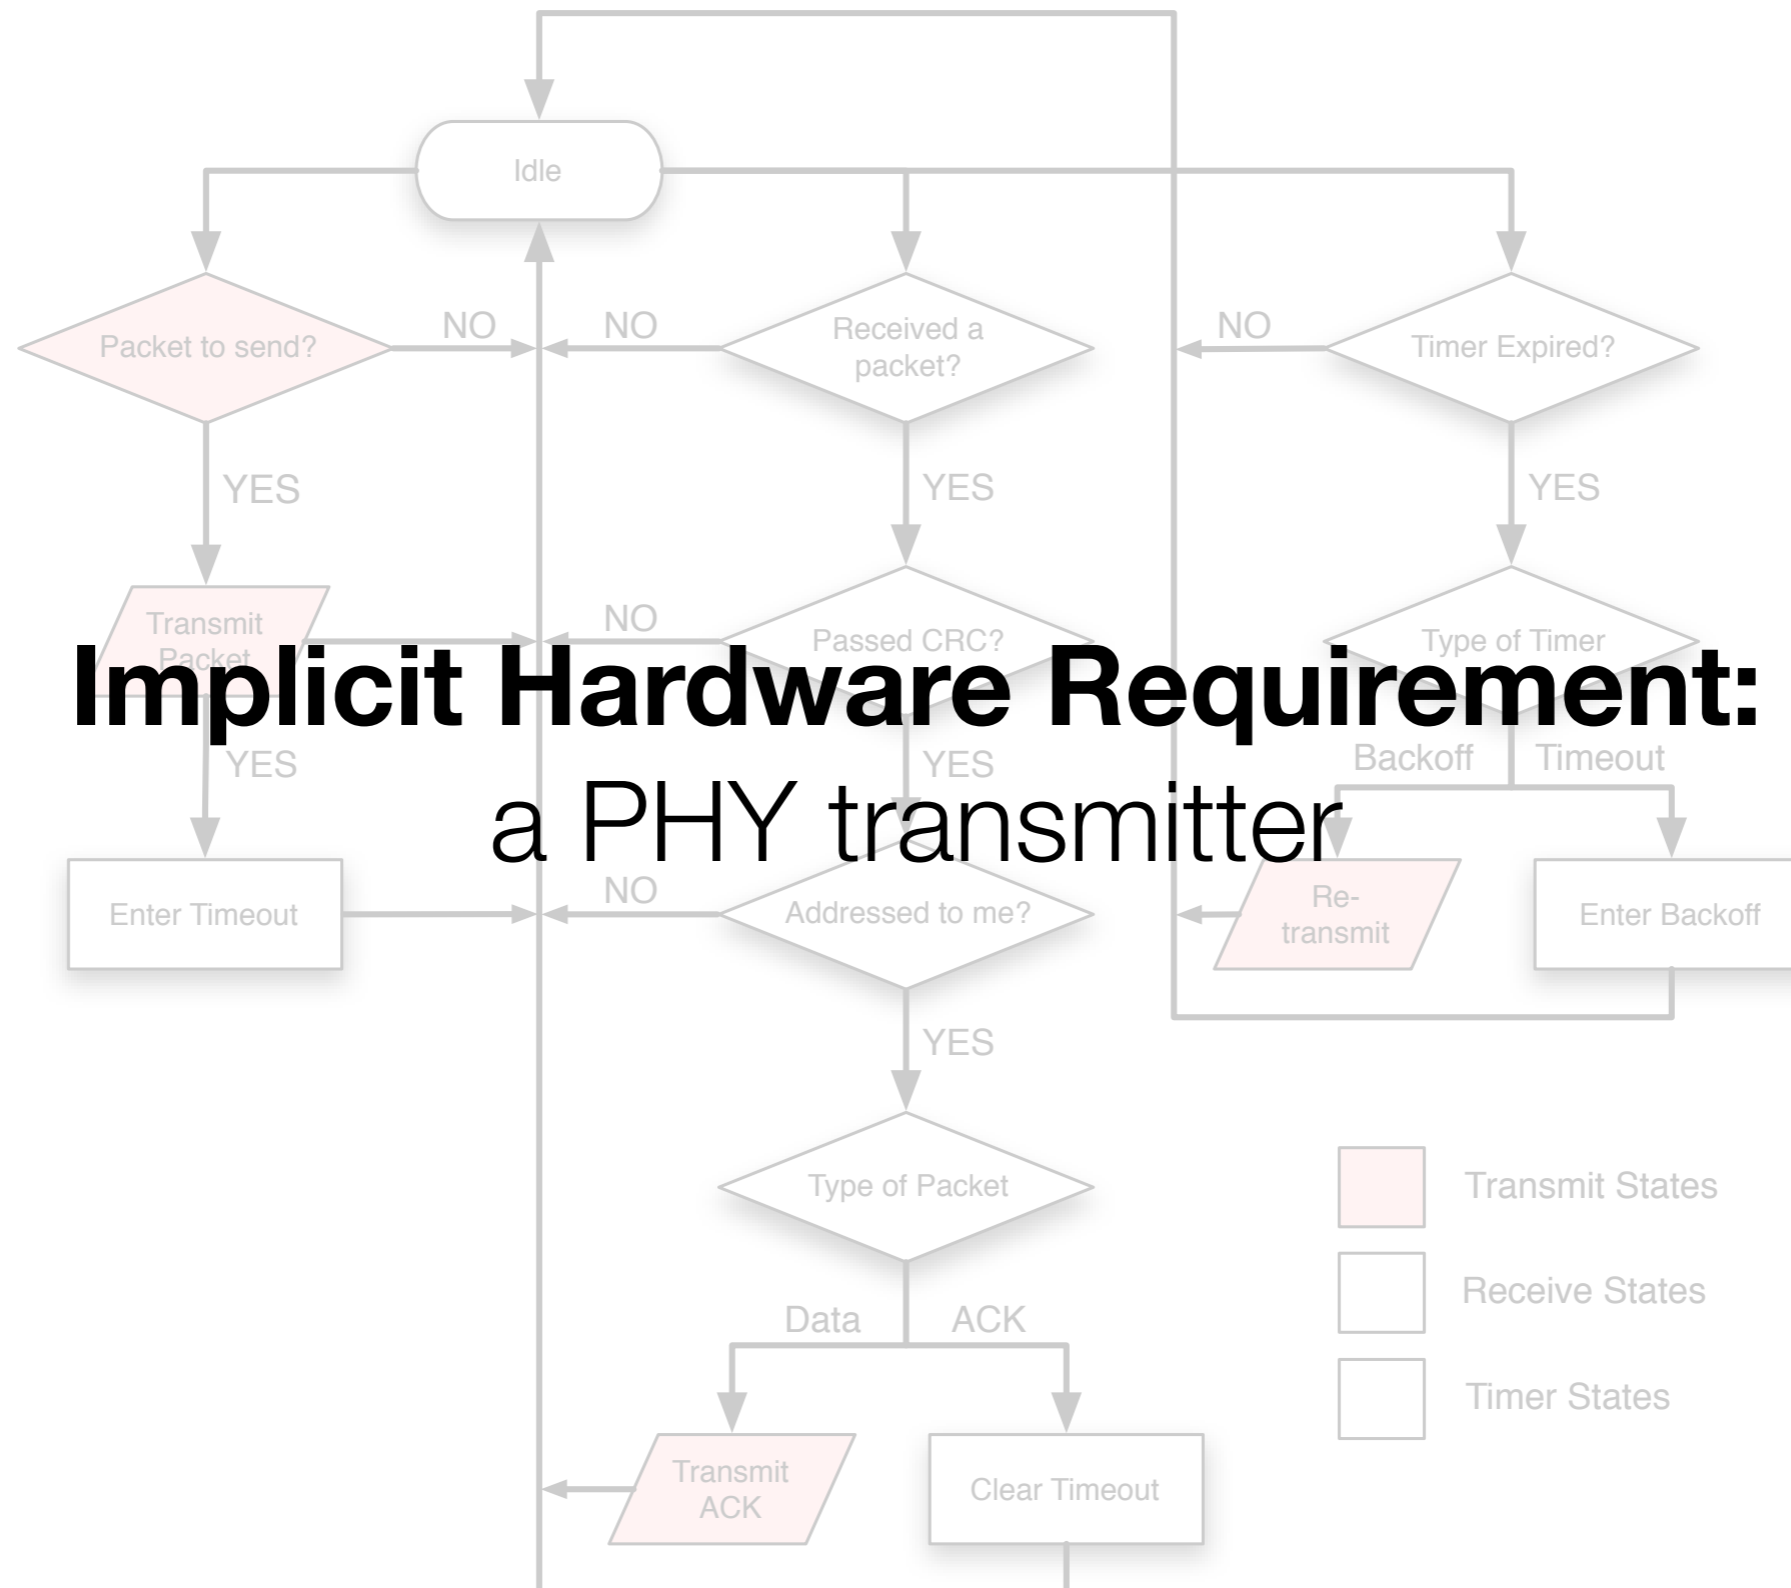 Idle
Packet to send?
NO
NO
Received a
packet?
NO
Timer Expired?
YES
YES
YES
Transmit
Packet
NO
Passed CRC?
Type of Timer
Implicit Hardware Requirement:
a PHY transmitter
YES
YES
Backoff
Timeout
Enter Timeout
NO
Addressed to me?
Re-
transmit
Enter Backoff
YES
Type of Packet
Transmit States
Receive States
Timer States
Data
ACK
Transmit
ACK
Clear Timeout